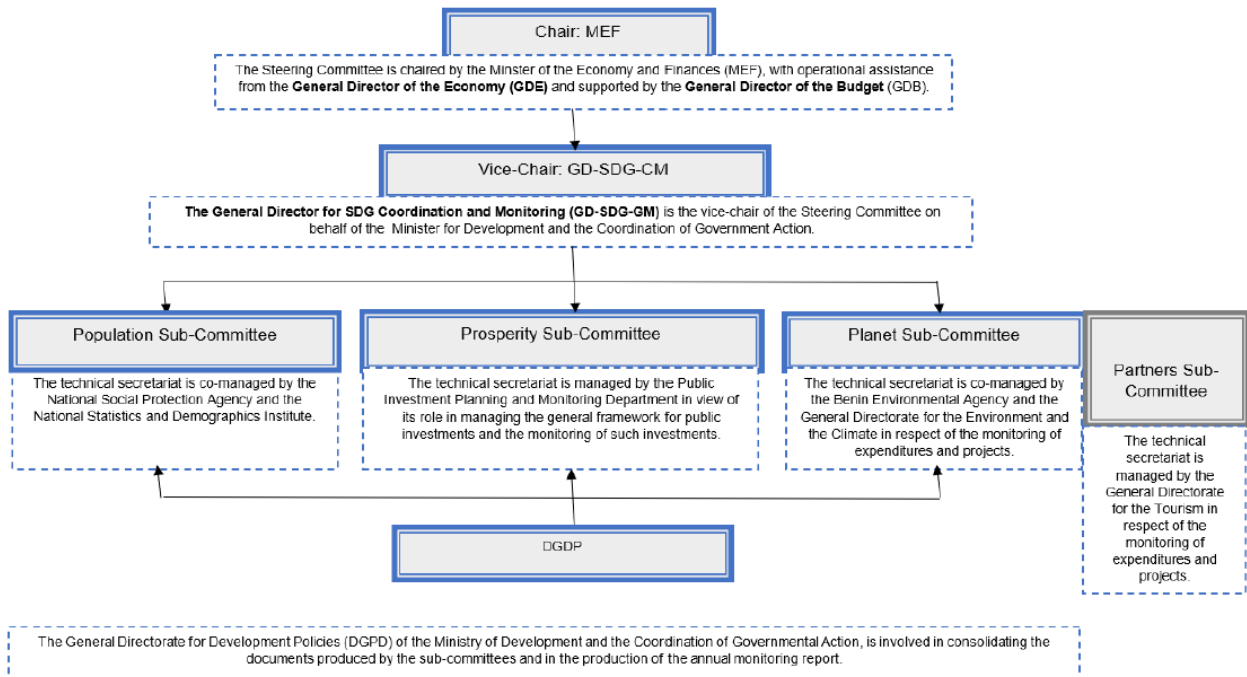 Chair: MEF
The Steering Committee is chaired by the Minster of the Economy and Finances (MEF), with operational assistance
from the General Director of the Economy (GDE) and supported by the General Director of the Budget (GDB).
Vice-Chair: GD-SDG-CM
The General Director for SDG Coordination and Monitoring (GD-SDG-GM) is the vice-chair of the Steering Committee on
behalf of the Minister for Development and the Coordination of Government Action.
Population Sub-Committee
The technical secretariat is co-managed by the
National Social Protection Agency and the
National Statistics and Demographics Institute.
Prosperity Sub-Committee
The technical secretariat is managed by the Public
Investment Planning and Monitoring Department in view of
its role in managing the general framework for public
investments and the monitoring of such investments.
Planet Sub-Committee
The technical secretariat is co-managed by
the Benin Environmental Agency and the
General Directorate for the Environment and
the Climate in respect of the monitoring of
expenditures and projects.
Partners Sub-
Committee
The technical
secretariat is
managed by the
General Directorate
for the Tourism in
respect of the
monitoring of
expenditures and
projects.
DGDP
The General Directorate for Development Policies (DGPD) of the Ministry of Development and the Coordination of Governmental Action, is involved in consolidating the
documents produced by the sub-committees and in the production of the annual monitoring report.